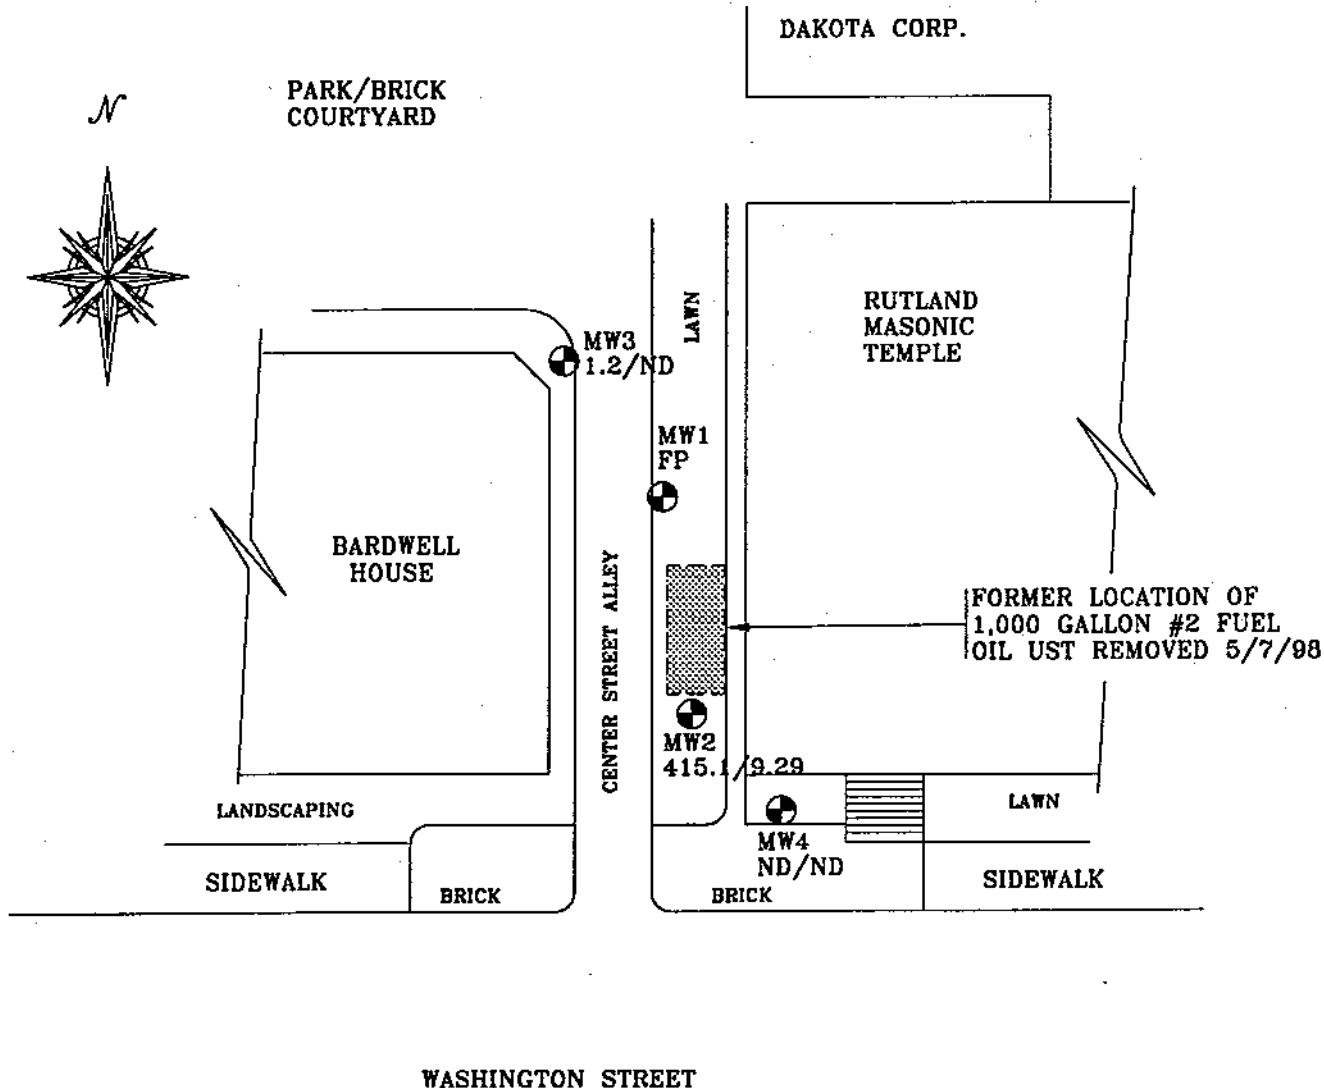 DAKOTA CORP.
PARK/BRICK
COURTYARD
N
LAWN
RUTLAND
MASONIC
TEMPLE
MW3
1.2/ND
MW1
FP
BARDWELL
HOUSE
CENTER STREET ALLEY
FORMER LOCATION OF
1,000 GALLON #2 FUEL
OIL UST REMOVED 5/7/98
MW2
415.1/9.29
LANDSCAPING
LAWN
MW4
ND/ND
SIDEWALK
BRICK
BRICK
SIDEWALK
WASHINGTON STREET